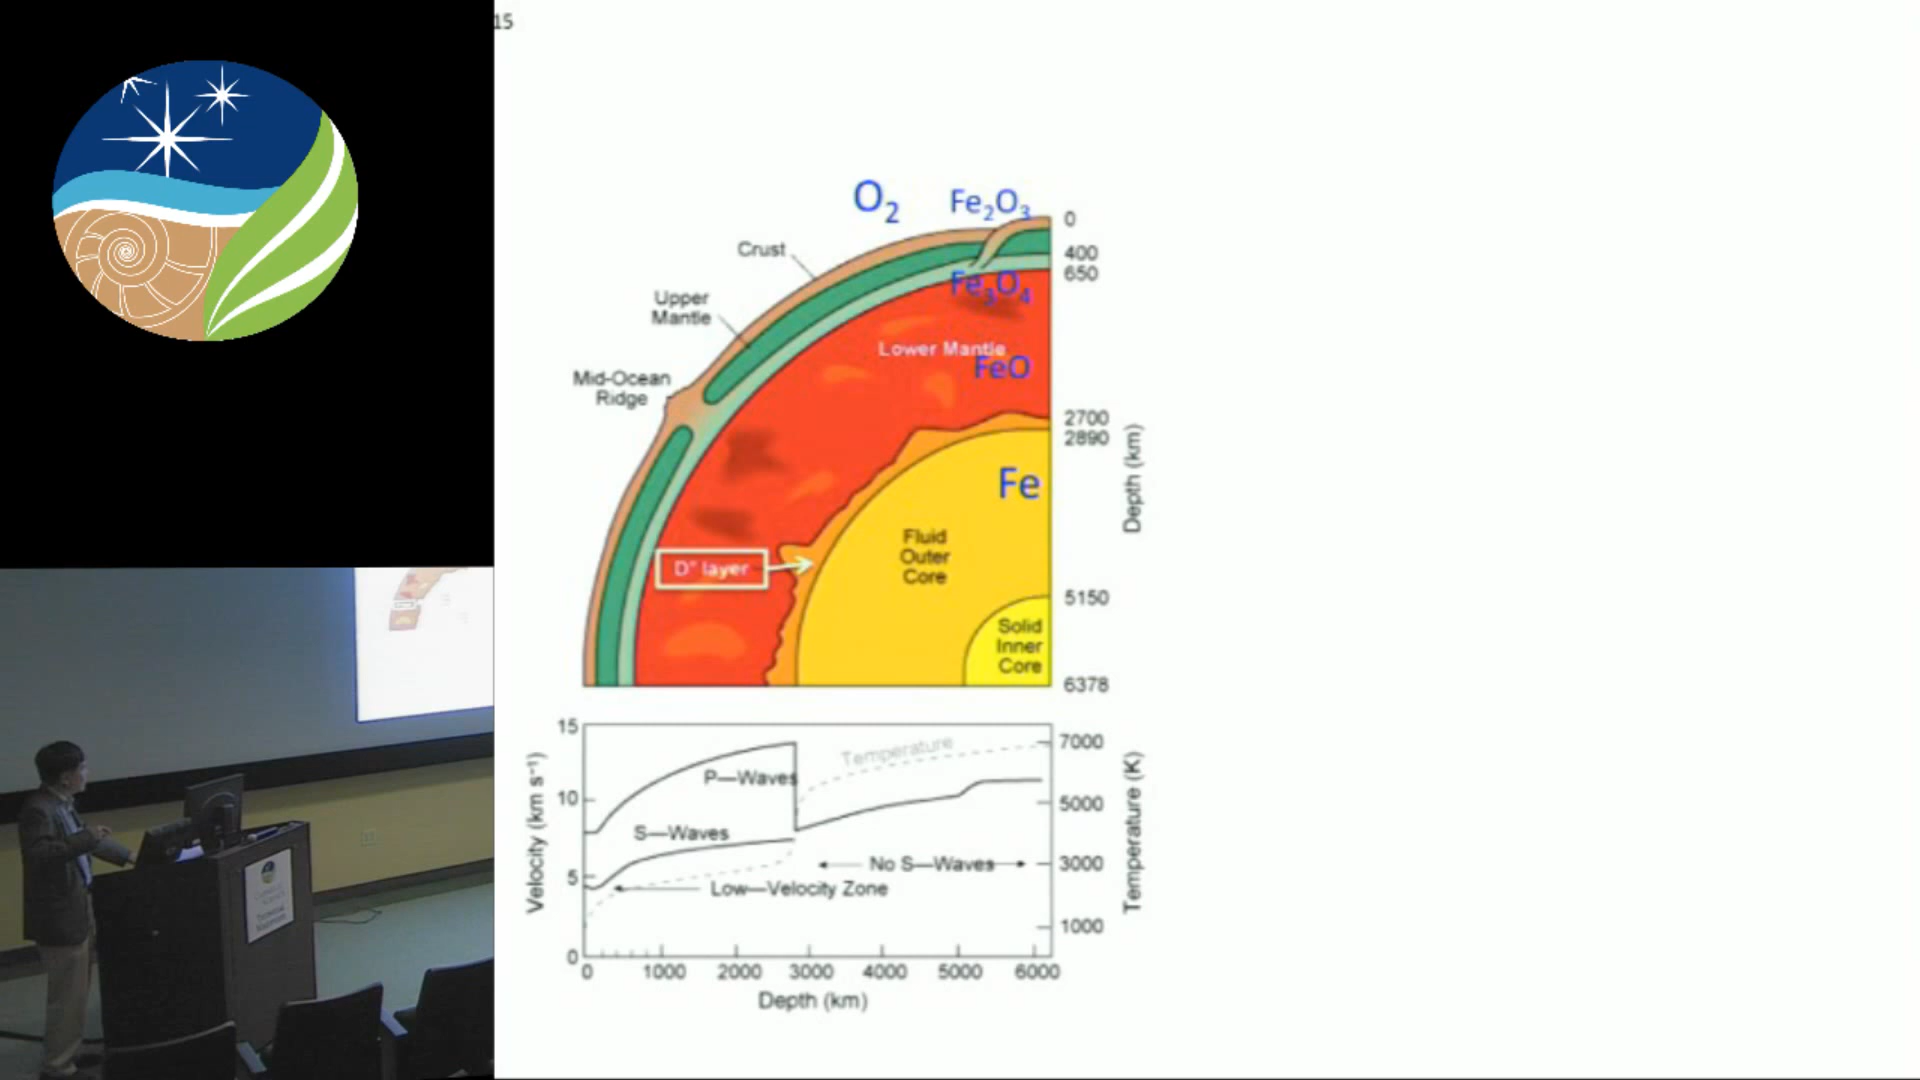 15
O₂
Fe₂O₃
Crust
Fe₃O₄
Upper
Mantle
Lower Mantle
FeO
Mid-Ocean
Ridge
Fe
Fluid
Outer
Core
D" layer
Solid
Inner
Core
0
400
650
2700
2890
5150
6378
Depth (km)
15
10
5
0
Velocity (km s⁻¹)
P—Waves
S—Waves
Temperature
No S—Waves
Low—Velocity Zone
7000
5000
3000
1000
Temperature (K)
0 1000 2000 3000 4000 5000 6000
Depth (km)